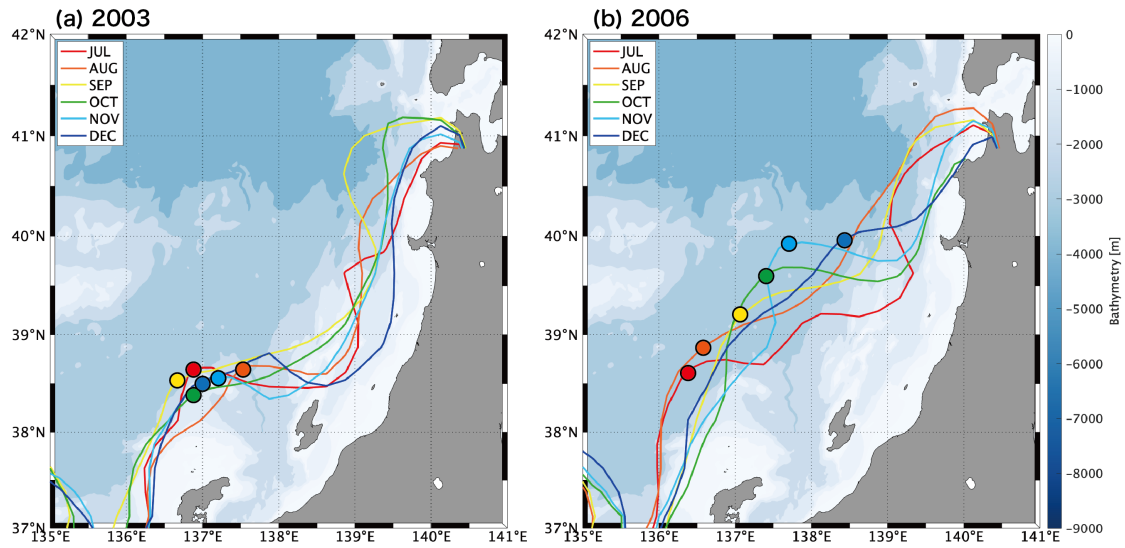 (a) 2003
42°N
41°N
40°N
39°N
38°N
37°N
135°E
136°E
137°E
138°E
139°E
140°E
141°E
JUL
AUG
SEP
OCT
NOV
DEC
(b) 2006
42°N
41°N
40°N
39°N
38°N
37°N
135°E
136°E
137°E
138°E
139°E
140°E
141°E
JUL
AUG
SEP
OCT
NOV
DEC
0
−1000
−2000
−3000
−4000
−5000
−6000
−7000
−8000
−9000
Bathymetry [m]